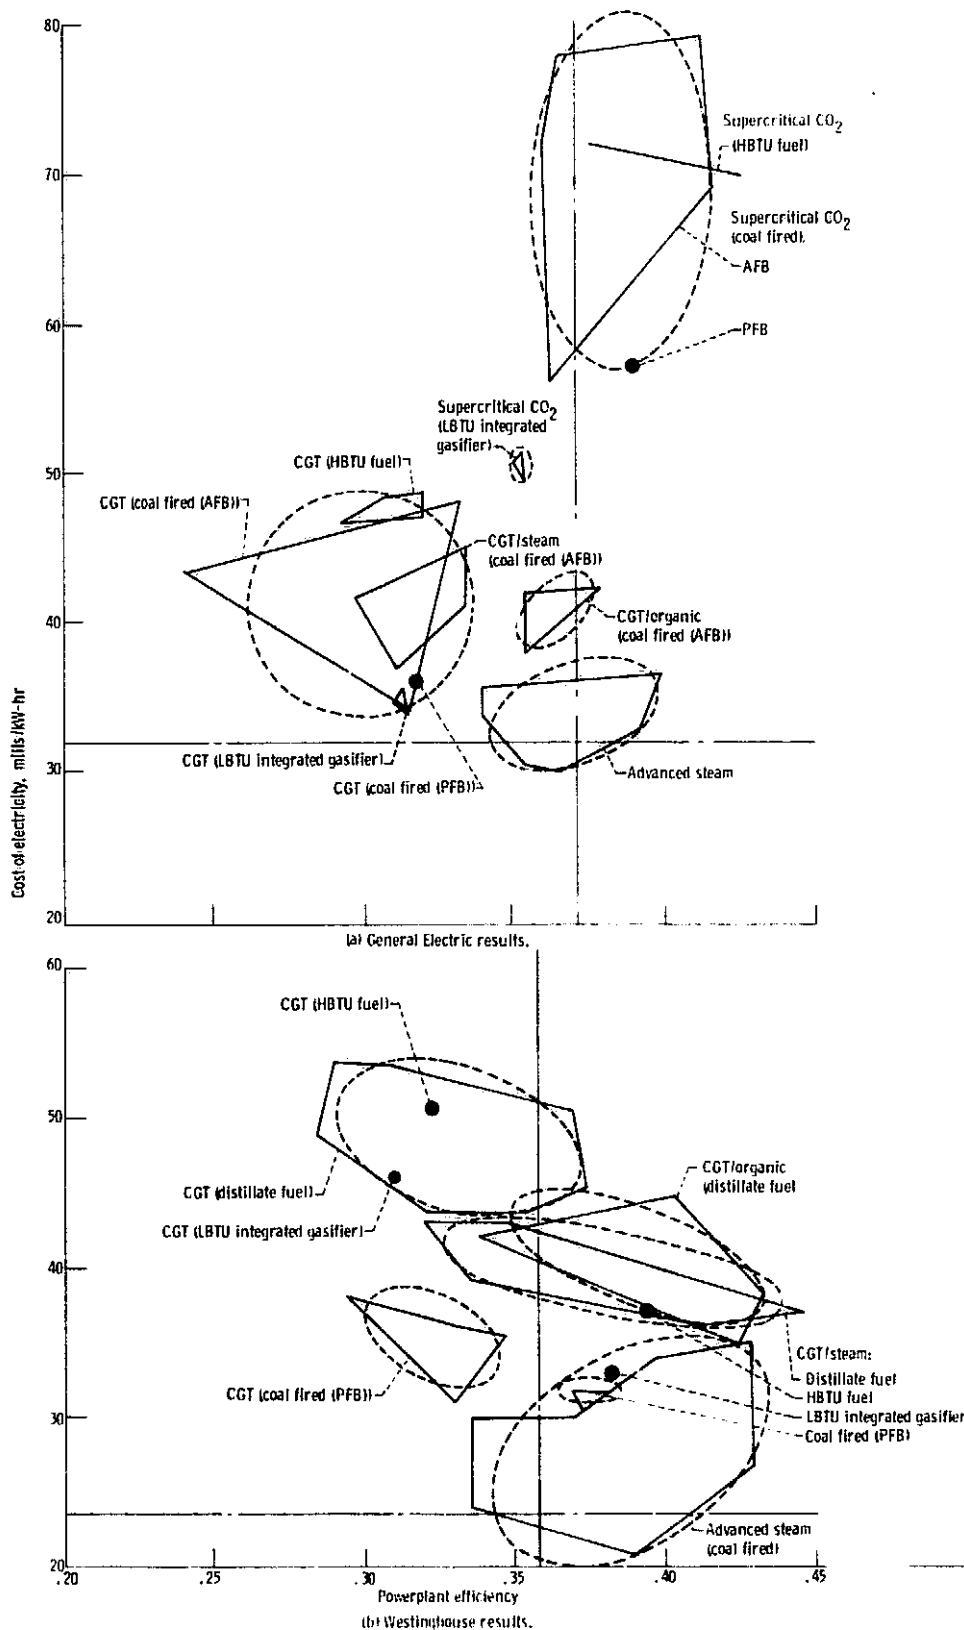 80
70
60
50
40
30
20
Cost of electricity, mills/kW-hr
Supercritical CO2
(HBTU fuel)
Supercritical CO2
(coal fired).
AFB
PFB
Supercritical CO2
(LBTU integrated
gasifier)
CGT (HBTU fuel)
CGT (coal fired (AFB))
CGT/steam
(coal fired (AFB))
CGT/organic
(coal fired (AFB))
CGT (LBTU integrated gasifier)
CGT (coal fired (PFB))
Advanced steam
(a) General Electric results.
60
50
40
30
20
CGT (HBTU fuel)
CGT (distillate fuel)
CGT (LBTU integrated gasifier)
CGT/organic
(distillate fuel
CGT (coal fired (PFB))
CGT/steam:
Distillate fuel
HBTU fuel
LBTU integrated gasifier
Coal fired (PFB)
Advanced steam
(coal fired)
.20 .25 .30 .35 .40 .45
Powerplant efficiency
(b) Westinghouse results.